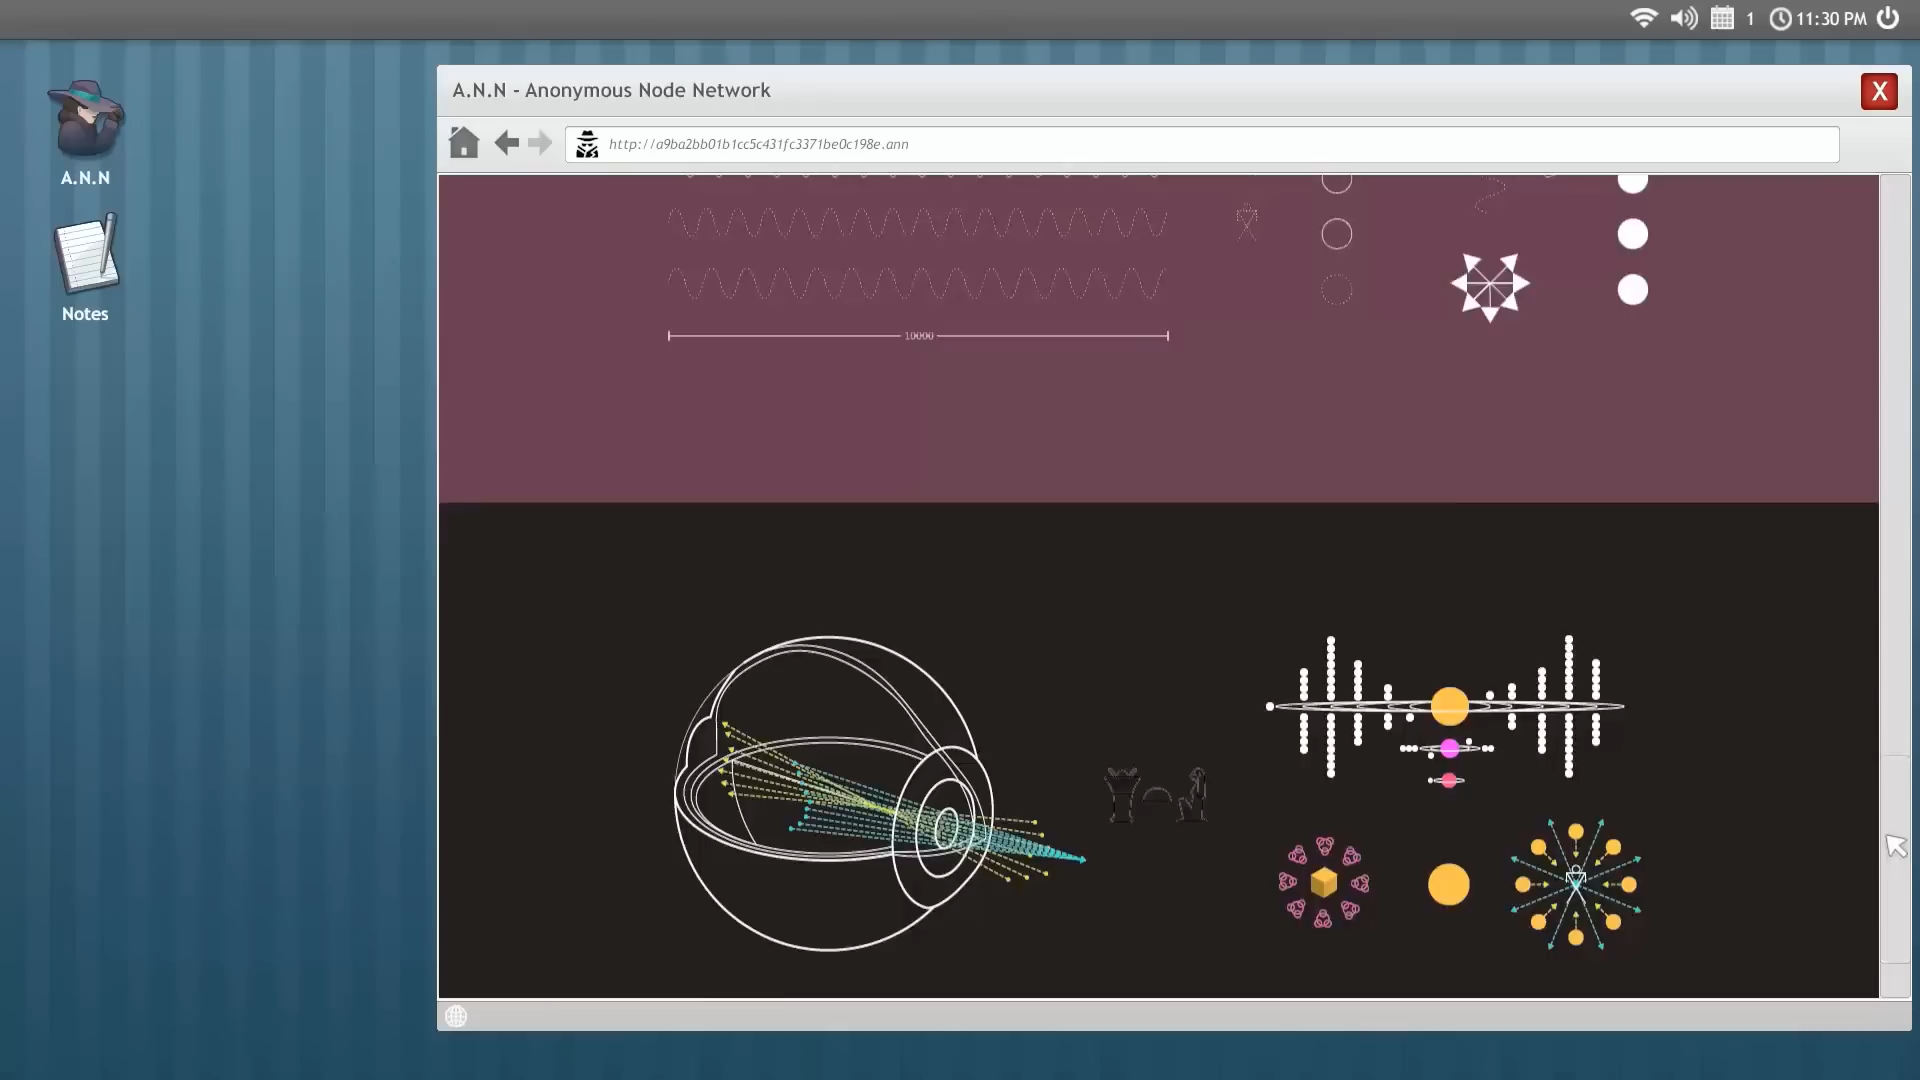 1 11:30 PM
A.N.N - Anonymous Node Network
X
http://a9ba2bb01b1cc5c431fc3371be0c198e.ann
A.N.N
Notes
10000